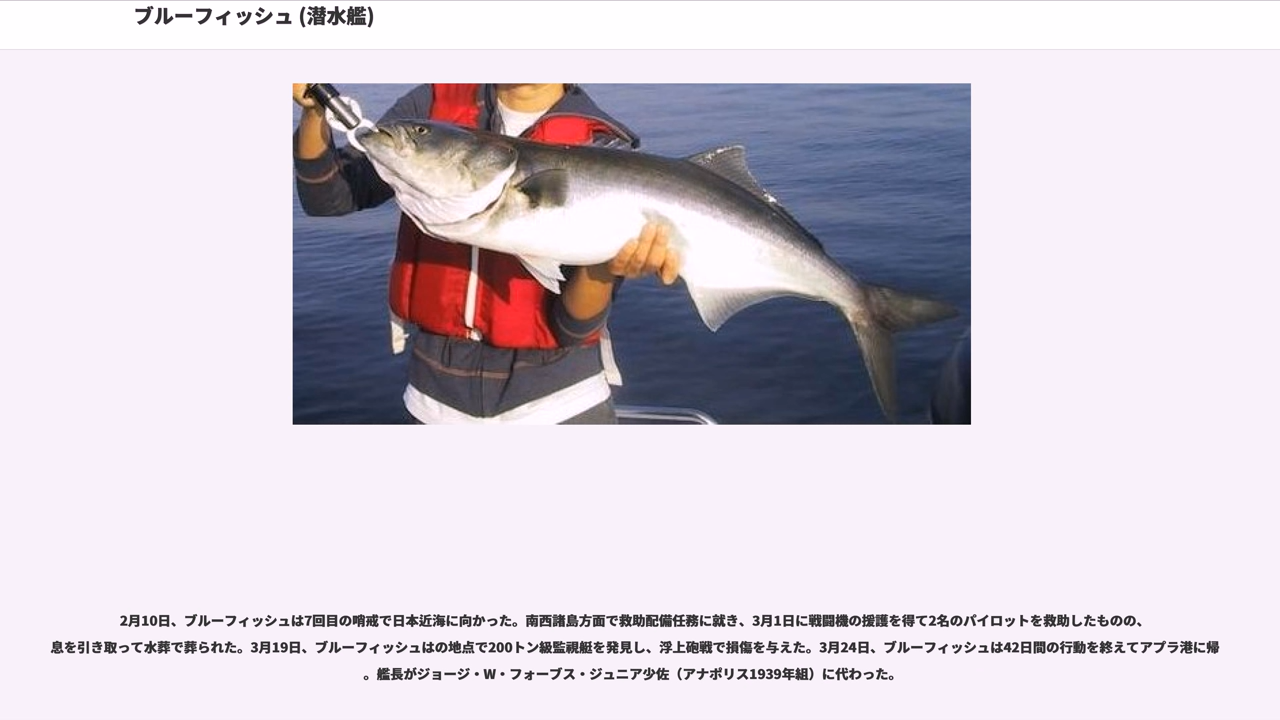 ブルーフィッシュ (潜水艦)
2月10日、ブルーフィッシュは7回目の哨戒で日本近海に向かった。南西諸島方面で救助配備任務に就き、3月1日に戦闘機の援護を得て2名のパイロットを救助したものの、
息を引き取って水葬で葬られた。3月19日、ブルーフィッシュはの地点で200トン級監視艇を発見し、浮上砲戦で損傷を与えた。3月24日、ブルーフィッシュは42日間の行動を終えてアプラ港に帰
。艦長がジョージ・W・フォーブス・ジュニア少佐（アナポリス1939年組）に代わった。